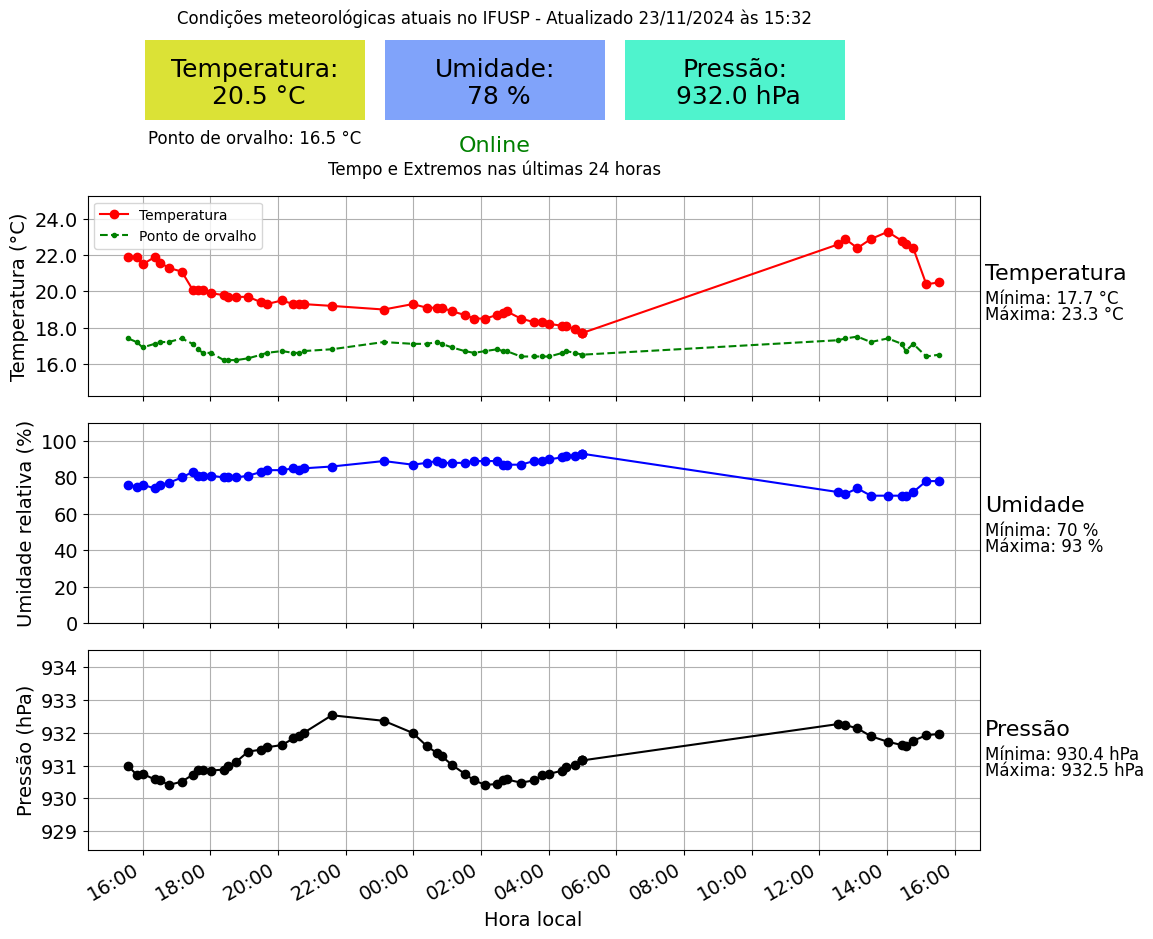 Condições meteorológicas atuais no IFUSP - Atualizado 23/11/2024 às 15:32
Temperatura:
20.5 °C
Umidade:
78 %
Pressão:
932.0 hPa
Ponto de orvalho: 16.5 °C
Online
Tempo e Extremos nas últimas 24 horas
Temperatura (°C)
24.0
22.0
20.0
18.0
16.0
Temperatura
Ponto de orvalho
Temperatura
Mínima: 17.7 °C
Máxima: 23.3 °C
Umidade relativa (%)
100
80
60
40
20
0
Umidade
Mínima: 70 %
Máxima: 93 %
Pressão (hPa)
934
933
932
931
930
929
Pressão
Mínima: 930.4 hPa
Máxima: 932.5 hPa
16:00 18:00 20:00 22:00 00:00 02:00 04:00 06:00 08:00 10:00 12:00 14:00 16:00
Hora local